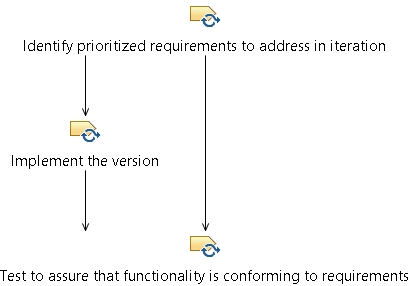 Identify prioritized requirements to address in iteration
Implement the version
Test to assure that functionality is conforming to requirements